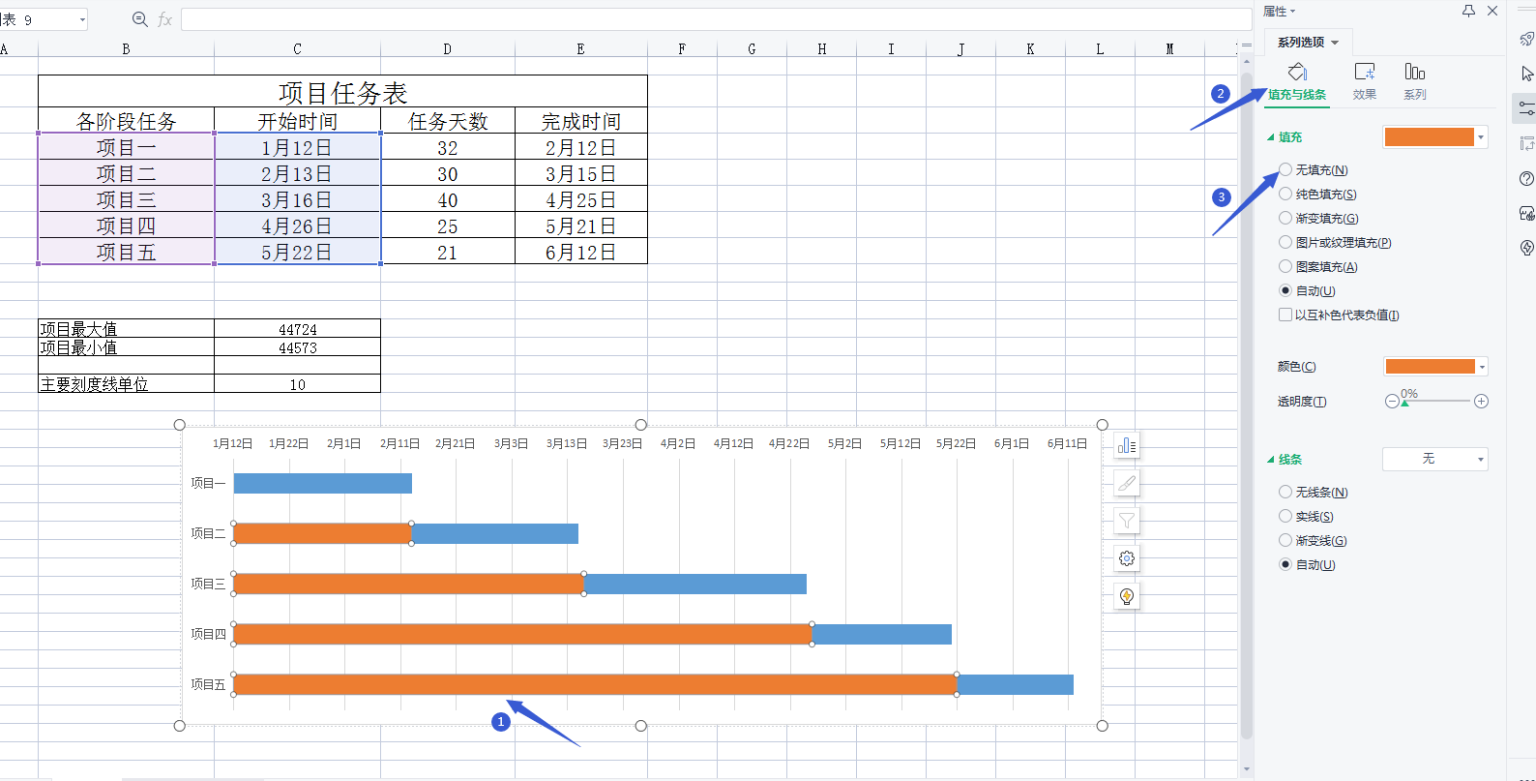 表 9
fx
属性
系列选项
A B C D E F G H I J K L M
填充与线条 效果 系列
项目任务表
各阶段任务 开始时间 任务天数 完成时间
项目一 1月12日 32 2月12日
项目二 2月13日 30 3月15日
项目三 3月16日 40 4月25日
项目四 4月26日 25 5月21日
项目五 5月22日 21 6月12日
项目最大值 44724
项目最小值 44573
主要刻度线单位 10
1月12日 1月22日 2月1日 2月11日 2月21日 3月3日 3月13日 3月23日 4月2日 4月12日 4月22日 5月2日 5月12日 5月22日 6月1日 6月11日
项目一
项目二
项目三
项目四
项目五
1
2
3
填充
无填充(N)
纯色填充(S)
渐变填充(G)
图片或纹理填充(P)
图案填充(A)
自动(U)
以互补色代表负值(I)
颜色(C)
透明度(T) 0%
线条 无
无线条(N)
实线(S)
渐变线(G)
自动(U)